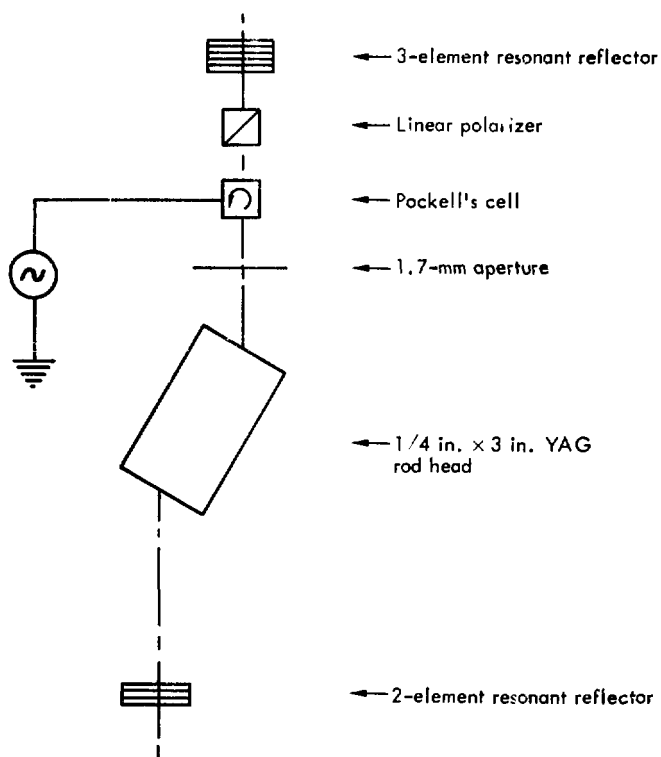 3-element resonant reflector
Linear polarizer
Pockell's cell
1.7-mm aperture
1/4 in. × 3 in. YAG
rod head
2-element resonant reflector